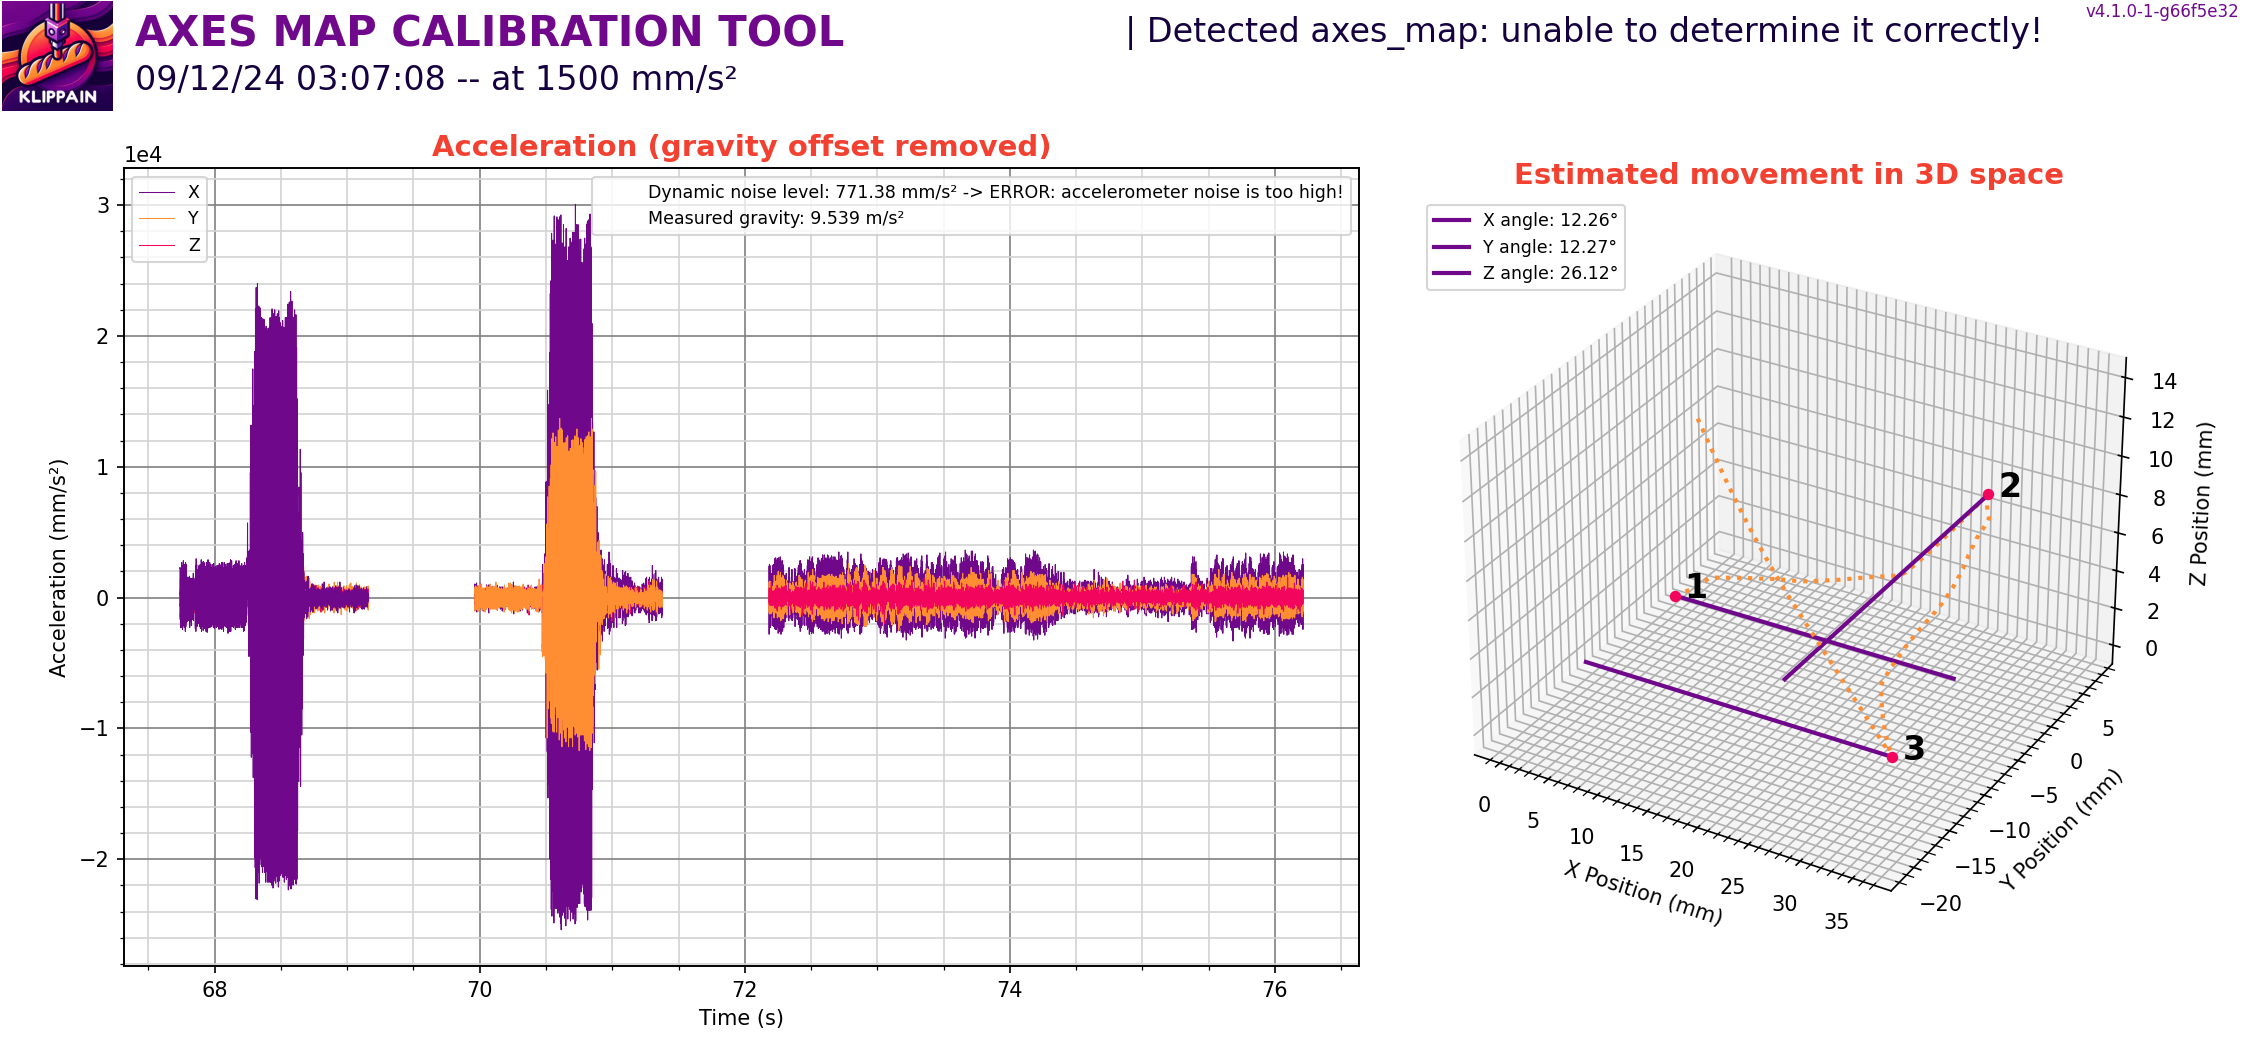 AXES MAP CALIBRATION TOOL
| Detected axes_map: unable to determine it correctly!
v4.1.0-1-g66f5e32
09/12/24 03:07:08 -- at 1500 mm/s²
KLIPPAIN
Acceleration (gravity offset removed)
1e4
X
Y
Z
Dynamic noise level: 771.38 mm/s² -> ERROR: accelerometer noise is too high!
Measured gravity: 9.539 m/s²
3
2
1
0
−1
−2
Acceleration (mm/s²)
68
70
72
74
76
Time (s)
Estimated movement in 3D space
X angle: 12.26°
Y angle: 12.27°
Z angle: 26.12°
1
2
3
14
12
10
8
6
4
2
0
Z Position (mm)
5
0
−5
−10
−15
−20
Y Position (mm)
0
5
10
15
20
25
30
35
X Position (mm)